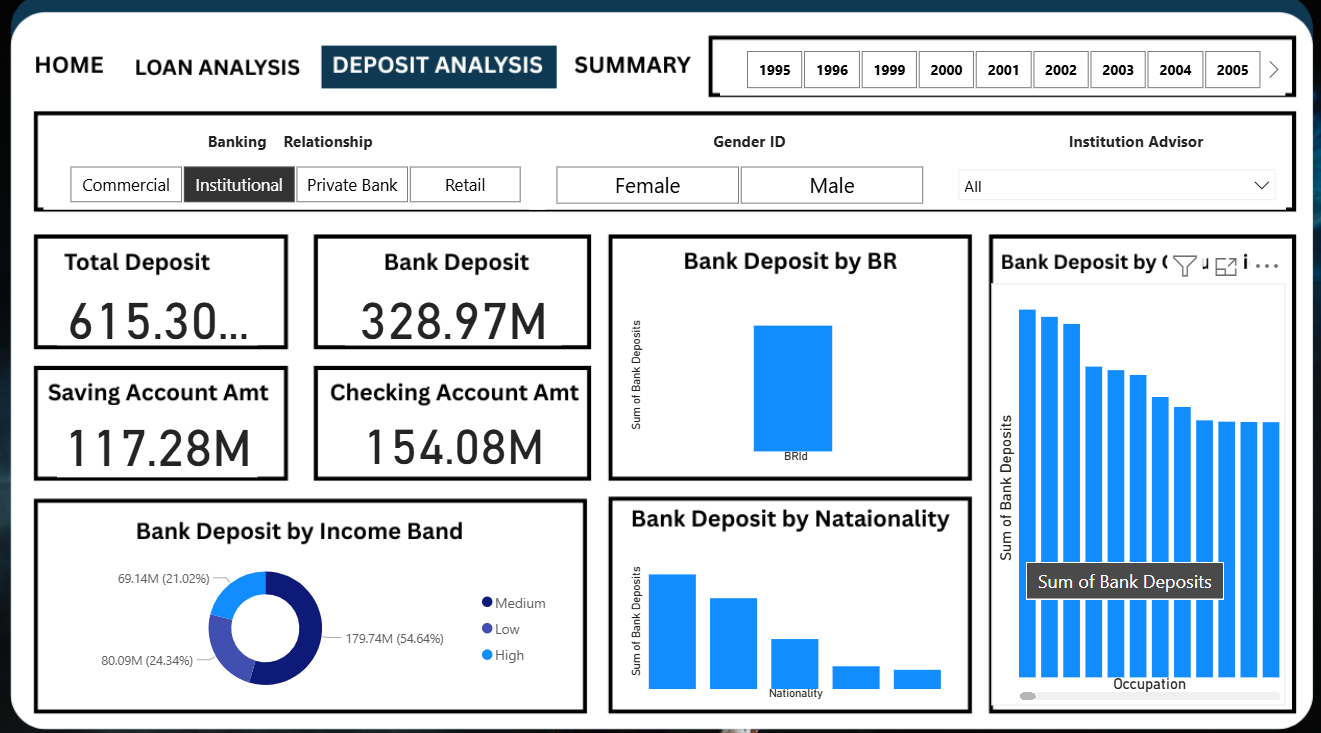 HOME LOAN ANALYSIS DEPOSIT ANALYSIS SUMMARY
1995 1996 1999 2000 2001 2002 2003 2004 2005
Banking Relationship
Commercial Institutional Private Bank Retail
Gender ID
Female Male
Institution Advisor
All
Total Deposit
615.30...
Bank Deposit
328.97M
Saving Account Amt
117.28M
Checking Account Amt
154.08M
Bank Deposit by BR
Sum of Bank Deposits
BRId
Bank Deposit by
Sum of Bank Deposits
Sum of Bank Deposits
Occupation
Bank Deposit by Income Band
69.14M (21.02%)
80.09M (24.34%)
179.74M (54.64%)
Medium
Low
High
Bank Deposit by Nataionality
Sum of Bank Deposits
Nationality